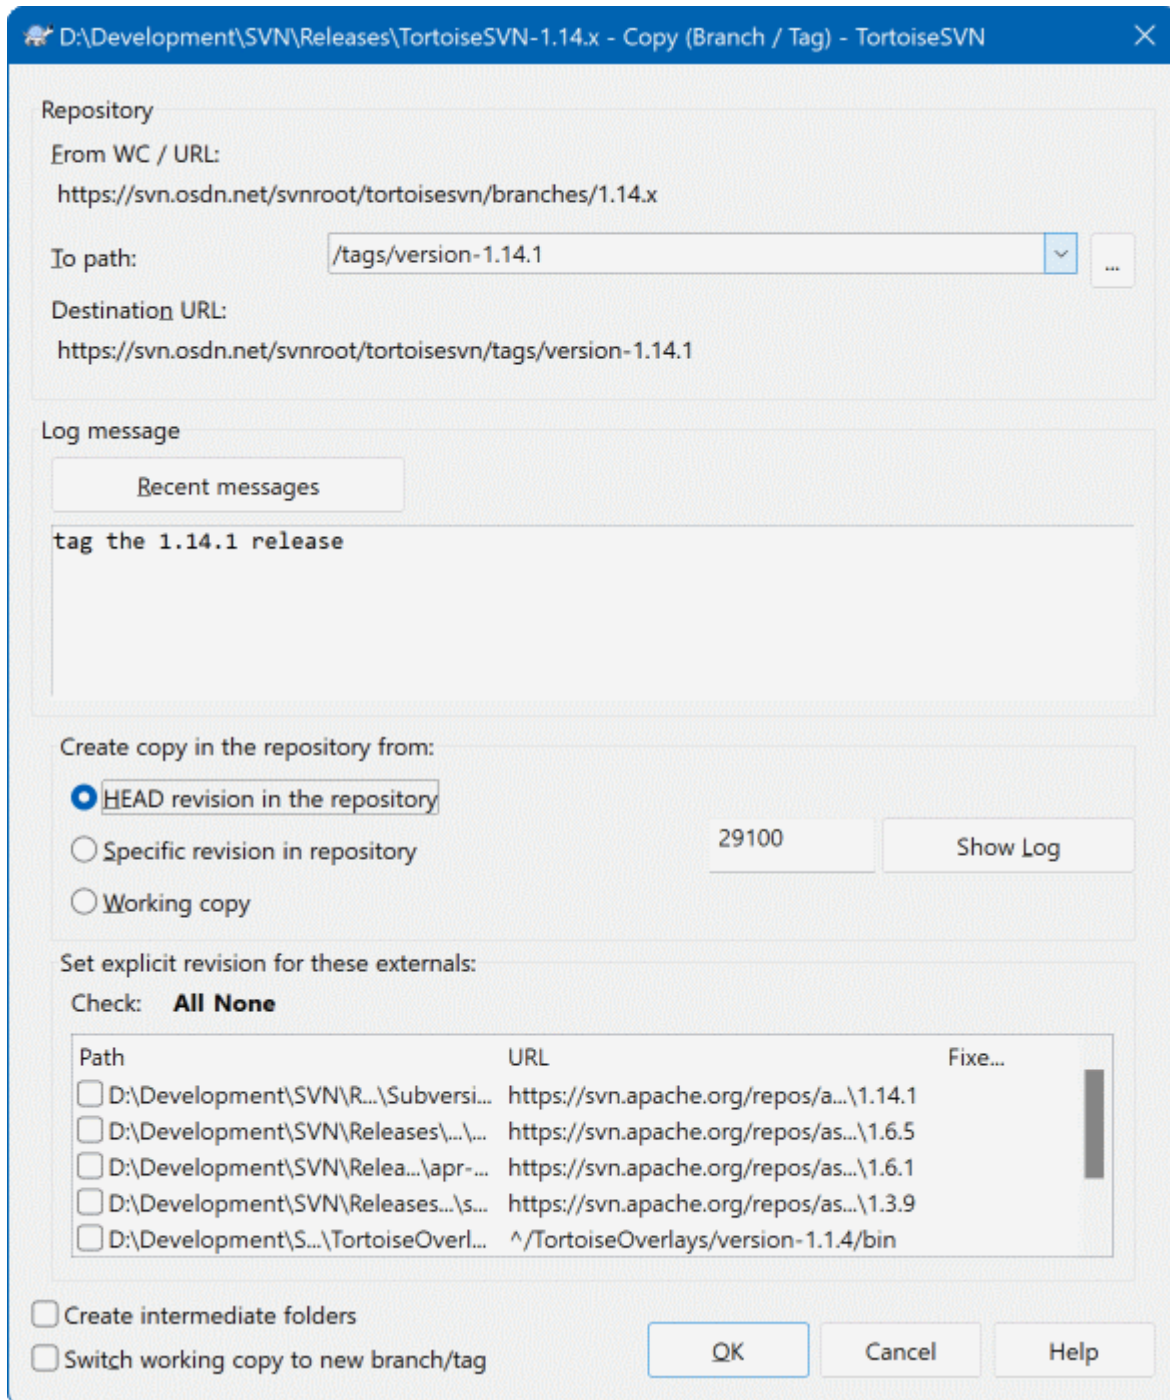 D:\Development\SVN\Releases\TortoiseSVN-1.14.x - Copy (Branch / Tag) - TortoiseSVN
Repository
From WC / URL:
https://svn.osdn.net/svnroot/tortoisesvn/branches/1.14.x
To path: /tags/version-1.14.1 ...
Destination URL:
https://svn.osdn.net/svnroot/tortoisesvn/tags/version-1.14.1
Log message
Recent messages
tag the 1.14.1 release
Create copy in the repository from:
HEAD revision in the repository
Specific revision in repository 29100 Show Log
Working copy
Set explicit revision for these externals:
Check: All None
Path URL Fixe...
D:\Development\SVN\R...\Subversi... https://svn.apache.org/repos/a...\1.14.1
D:\Development\SVN\Releases\...\... https://svn.apache.org/repos/as...\1.6.5
D:\Development\SVN\Relea...\apr-... https://svn.apache.org/repos/as...\1.6.1
D:\Development\SVN\Releases...\s... https://svn.apache.org/repos/as...\1.3.9
D:\Development\S...\TortoiseOverl... ^/TortoiseOverlays/version-1.1.4/bin
Create intermediate folders
Switch working copy to new branch/tag
OK Cancel Help